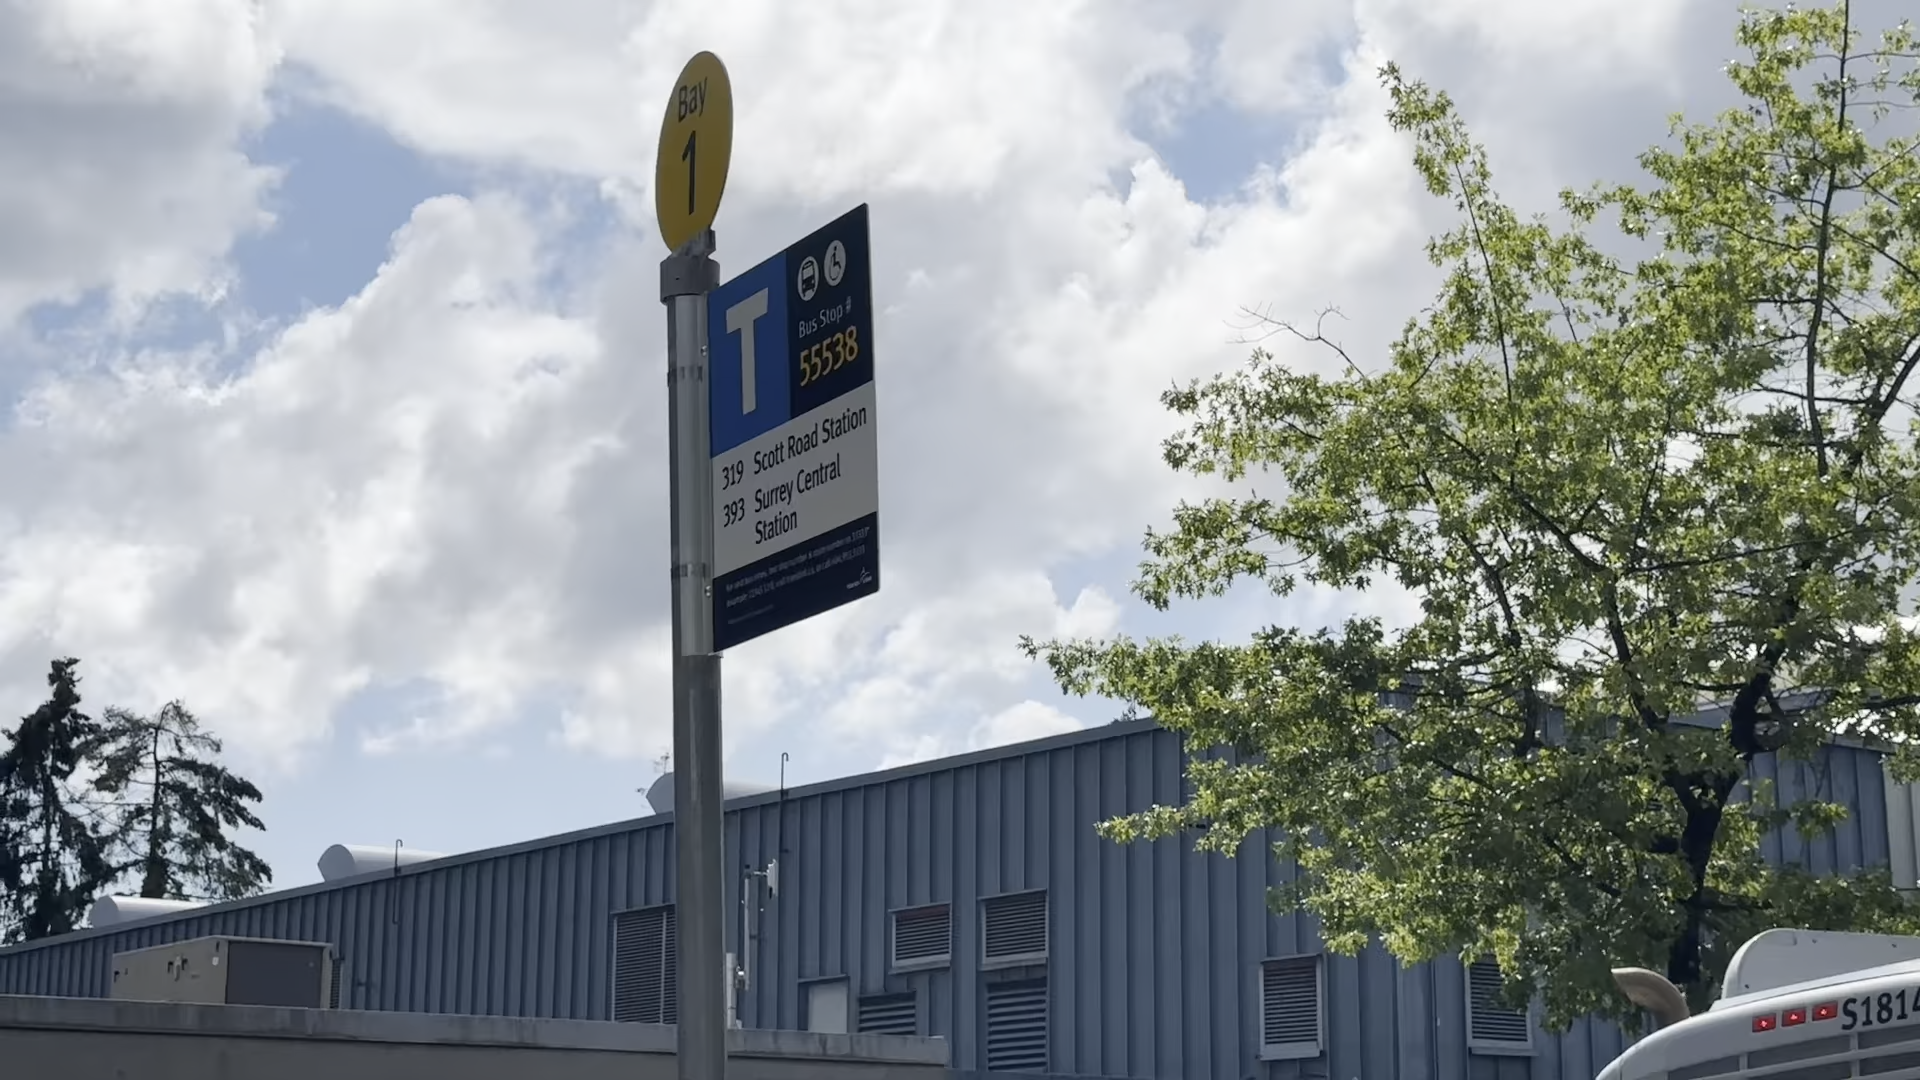 Bay
1
T
Bus Stop #
55538
319 Scott Road Station
393 Surrey Central
Station
S1814